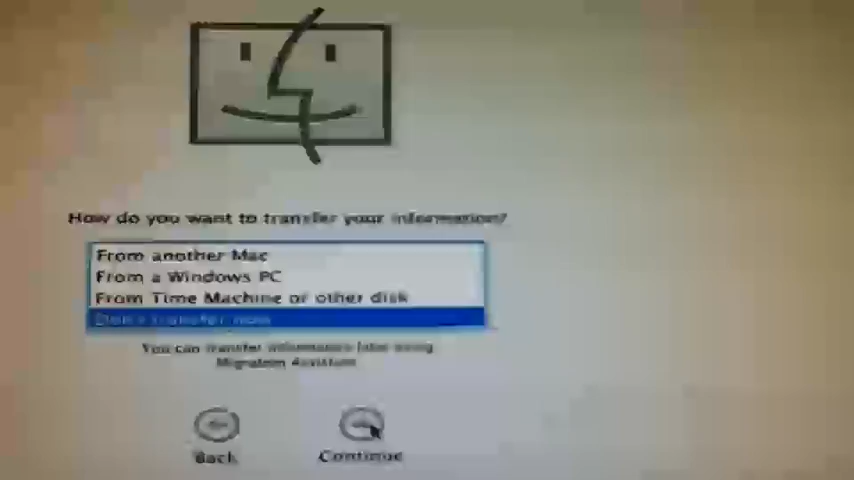 How do you want to transfer your information?
From another Mac
From a Windows PC
From Time Machine or other disk
Don't transfer now
You can transfer information later using
Migration Assistant
Back
Continue